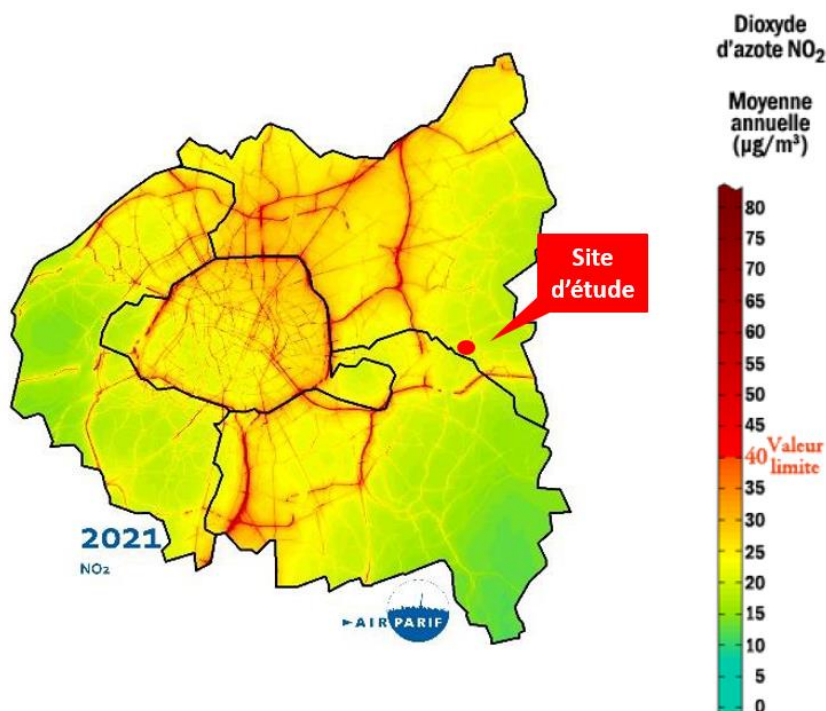 Dioxyde
d'azote NO₂
Moyenne
annuelle
(µg/m³)
80
75
70
65
60
55
50
45
40 Valeur
limite
35
30
25
20
15
10
5
0
Site
d'étude
2021
NO₂
►AIRPARIF